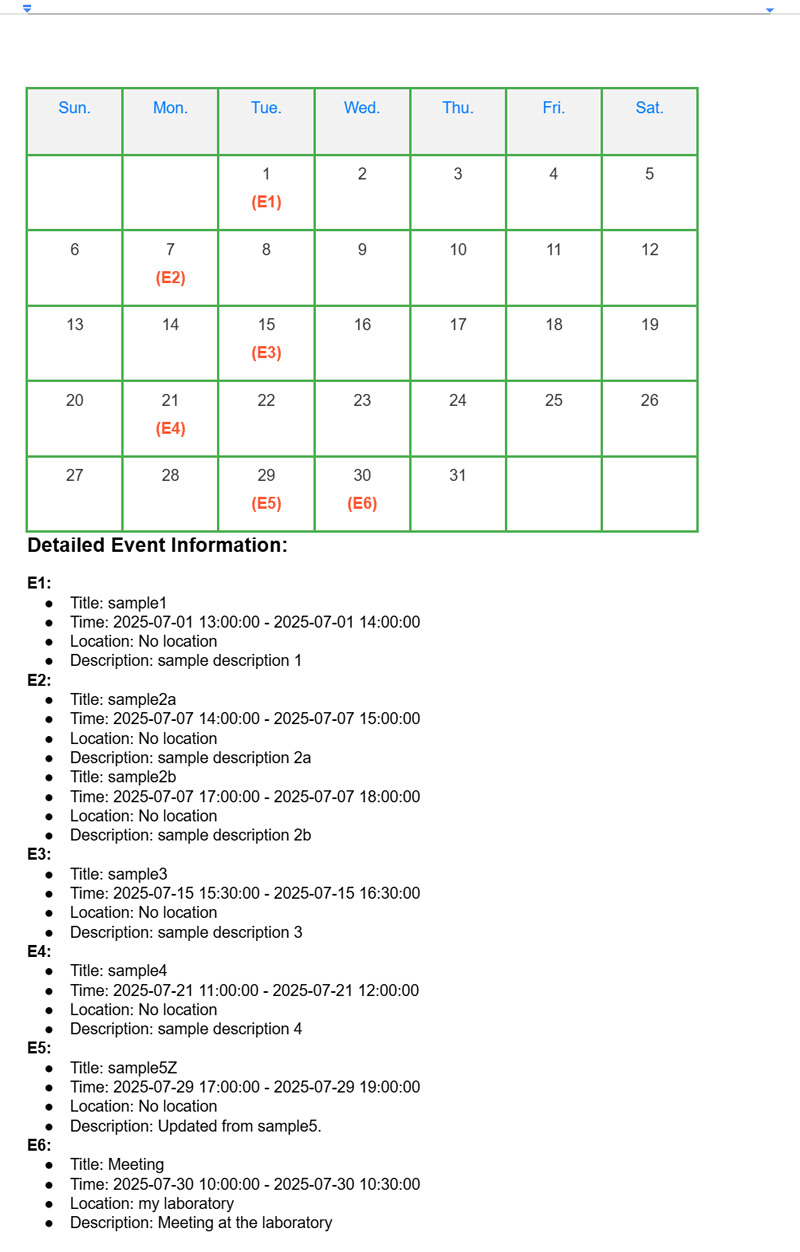 Sun. Mon. Tue. Wed. Thu. Fri. Sat.
1 2 3 4 5
(E1)
6 7 8 9 10 11 12
(E2)
13 14 15 16 17 18 19
(E3)
20 21 22 23 24 25 26
(E4)
27 28 29 30 31
(E5) (E6)
Detailed Event Information:
E1:
● Title: sample1
● Time: 2025-07-01 13:00:00 - 2025-07-01 14:00:00
● Location: No location
● Description: sample description 1
E2:
● Title: sample2a
● Time: 2025-07-07 14:00:00 - 2025-07-07 15:00:00
● Location: No location
● Description: sample description 2a
● Title: sample2b
● Time: 2025-07-07 17:00:00 - 2025-07-07 18:00:00
● Location: No location
● Description: sample description 2b
E3:
● Title: sample3
● Time: 2025-07-15 15:30:00 - 2025-07-15 16:30:00
● Location: No location
● Description: sample description 3
E4:
● Title: sample4
● Time: 2025-07-21 11:00:00 - 2025-07-21 12:00:00
● Location: No location
● Description: sample description 4
E5:
● Title: sample5Z
● Time: 2025-07-29 17:00:00 - 2025-07-29 19:00:00
● Location: No location
● Description: Updated from sample5.
E6:
● Title: Meeting
● Time: 2025-07-30 10:00:00 - 2025-07-30 10:30:00
● Location: my laboratory
● Description: Meeting at the laboratory